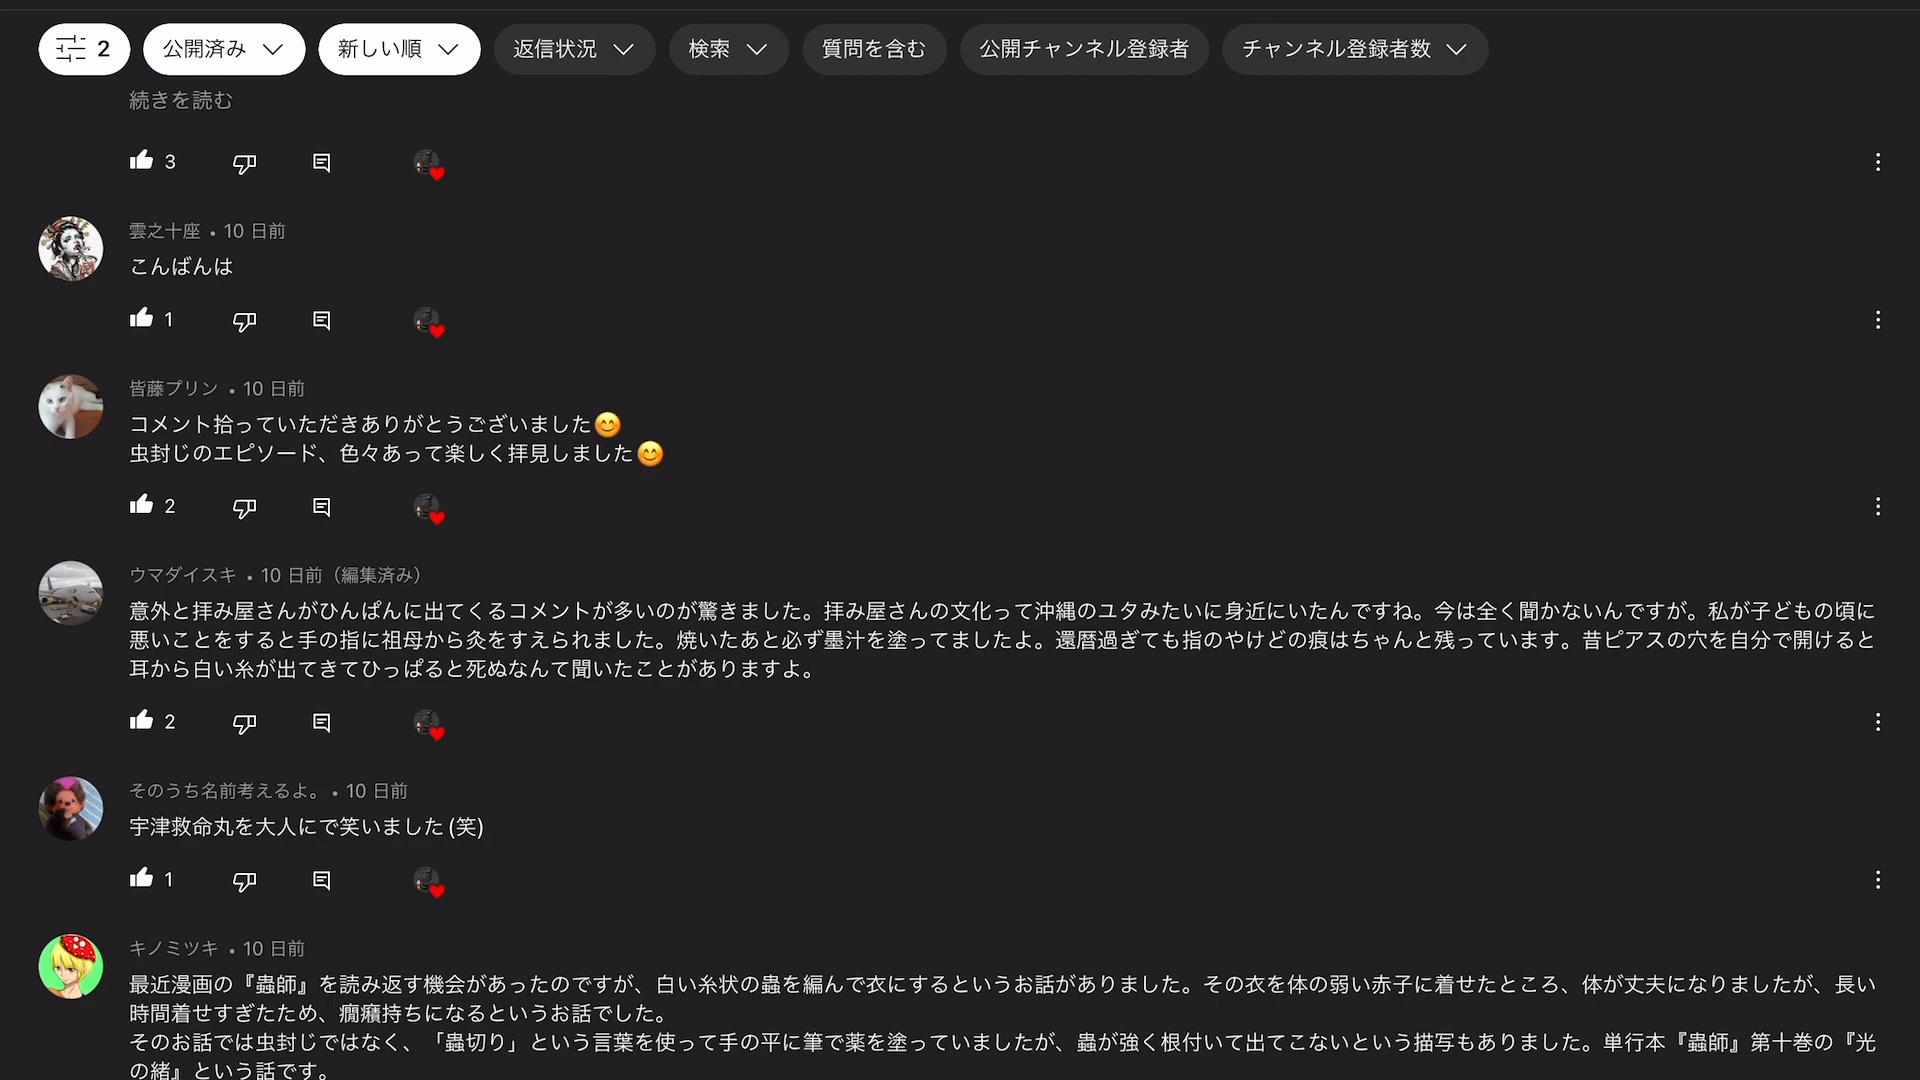 2 公開済み 新しい順 返信状況 検索 質問を含む 公開チャンネル登録者 チャンネル登録者数
続きを読む
3
雲之十座 • 10 日前
こんばんは
1
皆藤プリン • 10 日前
コメント拾っていただきありがとうございました😊
虫封じのエピソード、色々あって楽しく拝見しました😊
2
ウマダイスキ • 10 日前（編集済み）
意外と拝み屋さんがひんぱんに出てくるコメントが多いのが驚きました。拝み屋さんの文化って沖縄のユタみたいに身近にいたんですね。今は全く聞かないんですが。私が子どもの頃に
悪いことをすると手の指に祖母から灸をすえられました。焼いたあと必ず墨汁を塗ってましたよ。還暦過ぎても指のやけどの痕はちゃんと残っています。昔ピアスの穴を自分で開けると
耳から白い糸が出てきてひっぱると死ぬなんて聞いたことがありますよ。
2
そのうち名前考えるよ。 • 10 日前
宇津救命丸を大人にで笑いました(笑)
1
キノミツキ • 10 日前
最近漫画の『蟲師』を読み返す機会があったのですが、白い糸状の蟲を編んで衣にするというお話がありました。その衣を体の弱い赤子に着せたところ、体が丈夫になりましたが、長い
時間着せすぎたため、癇癪持ちになるというお話でした。
そのお話では虫封じではなく、「蟲切り」という言葉を使って手の平に筆で薬を塗っていましたが、蟲が強く根付いて出てこないという描写もありました。単行本『蟲師』第十巻の『光
の緒』という話です。